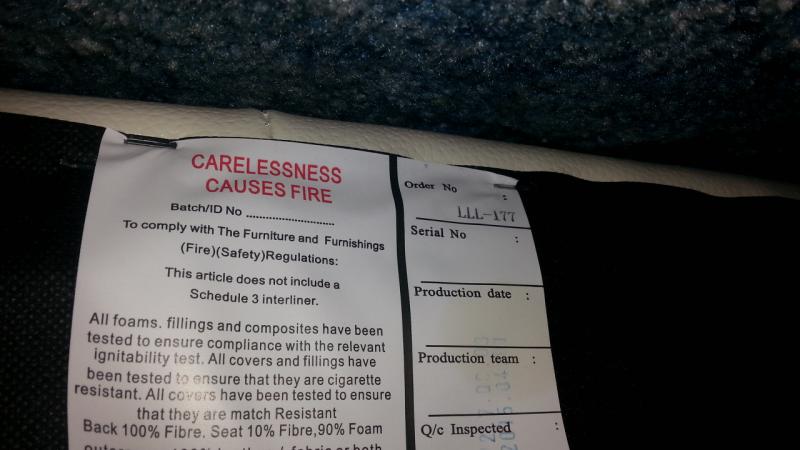 CARELESSNESS
CAUSES FIRE
Batch/ID No ............................
To comply with The Furniture and Furnishings
(Fire)(Safety)Regulations:
This article does not include a
Schedule 3 interliner.
All foams. fillings and composites have been
tested to ensure compliance with the relevant
ignitability test. All covers and fillings have
been tested to ensure that they are cigarette
resistant. All covers have been tested to ensure
that they are match Resistant
Back 100% Fibre. Seat 10% Fibre,90% Foam
Order No :
LLL-177
Serial No :
Production date :
Production team :
Q/c Inspected :